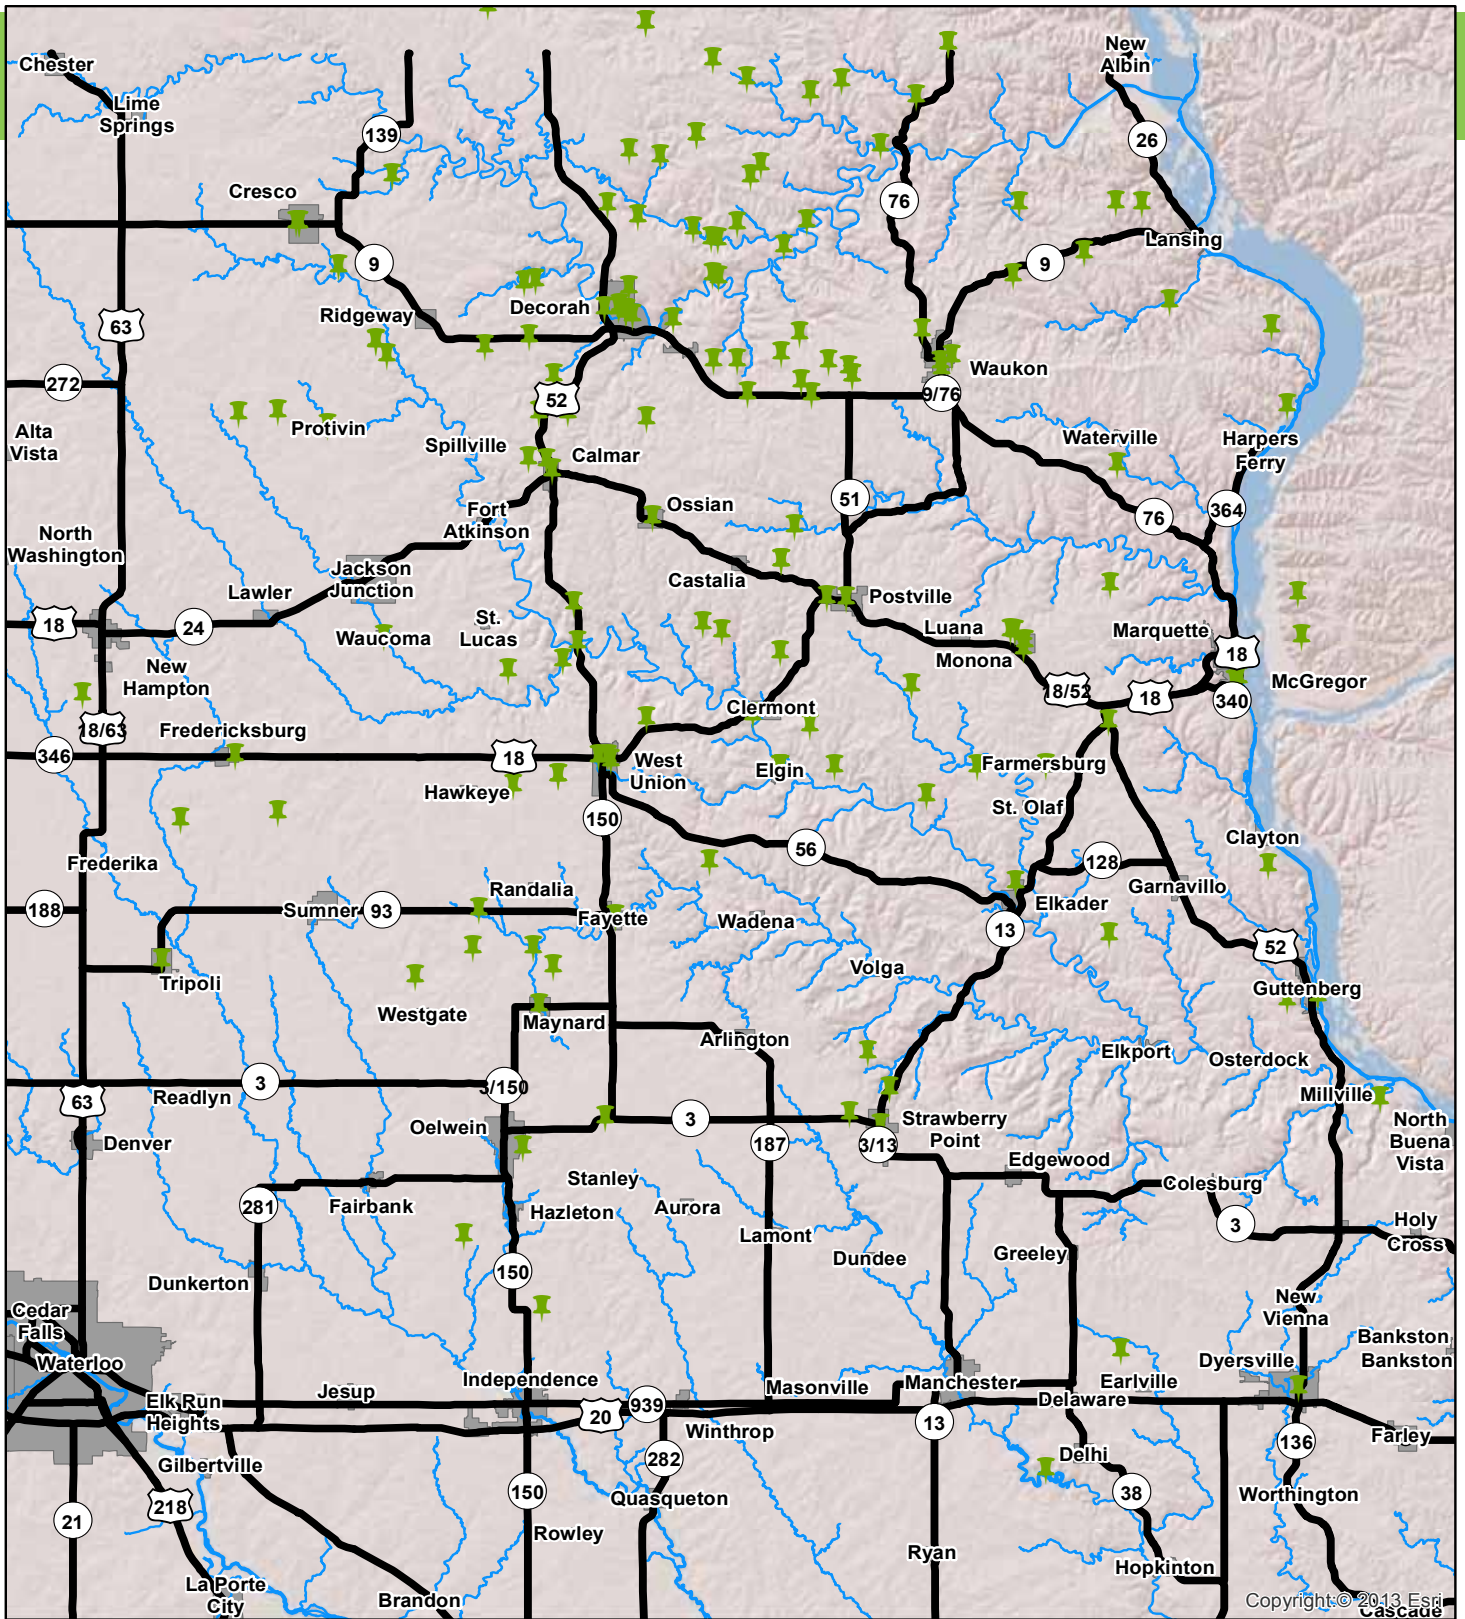 New
Albin
Chester
Lime
Springs
139
26
Cresco
76
Lansing
9
9
Decorah
Ridgeway
63
Waukon
272
52
9/76
Alta
Vista
Protivin
Spillville
Calmar
Waterville
Harpers
Ferry
Ossian
51
Fort
Atkinson
364
76
North
Washington
Jackson
Junction
Castalia
Lawler
Postville
18
24
St.
Lucas
Waucoma
Luana
Marquette
Monona
18
New
Hampton
McGregor
18/52
18
340
Clermont
18/63
Fredericksburg
346
18
West
Union
Elgin
Farmersburg
Hawkeye
St. Olaf
150
Clayton
56
Frederika
128
Garnavillo
Randalia
Elkader
188
Sumner
93
Fayette
Wadena
13
52
Volga
Tripoli
Guttenberg
Westgate
Maynard
Arlington
Elkport
Osterdock
3
3/150
Readlyn
63
Millville
Oelwein
3
Strawberry
Point
North
Buena
Vista
Denver
187
3/13
Edgewood
Stanley
Colesburg
281
Fairbank
Hazleton
Aurora
3
Holy
Cross
Lamont
Dundee
Greeley
150
Dunkerton
New
Vienna
Cedar
Falls
Bankston
Bankston
Waterloo
Dyersville
Independence
Manchester
Earlville
Jesup
Masonville
Elk Run
Heights
939
20
Delaware
13
Winthrop
Farley
136
Gilbertville
282
Delhi
150
Quasqueton
38
Worthington
218
21
Rowley
Ryan
Hopkinton
La Porte
City
Brandon
Cascade
Copyright:© 2013 Esri